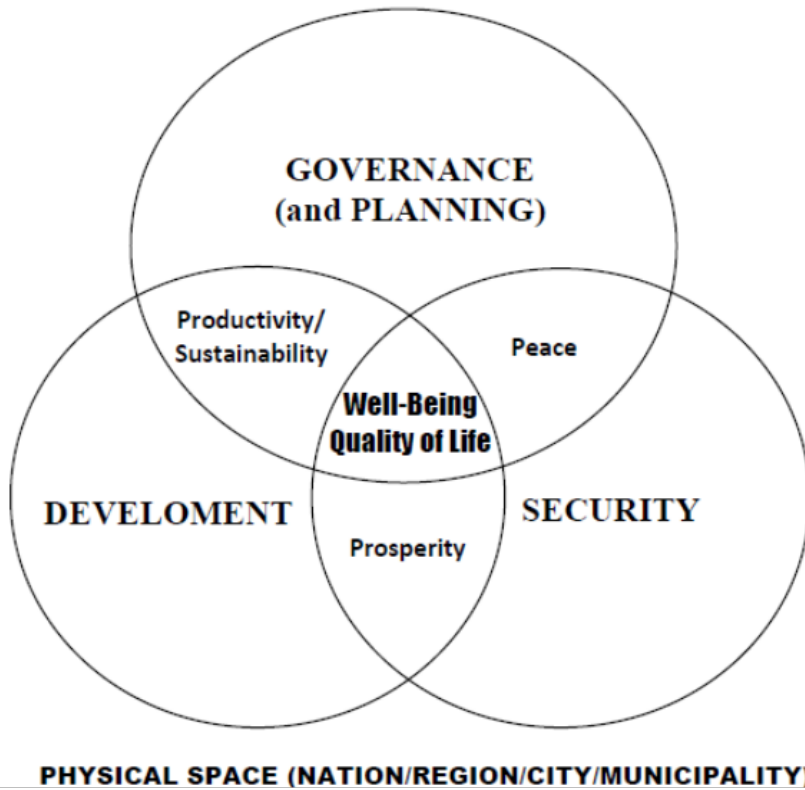 GOVERNANCE
(and PLANNING)
Productivity/
Sustainability
Peace
Well-Being
Quality of Life
DEVELOMENT
SECURITY
Prosperity
PHYSICAL SPACE (NATION/REGION/CITY/MUNICIPALITY)